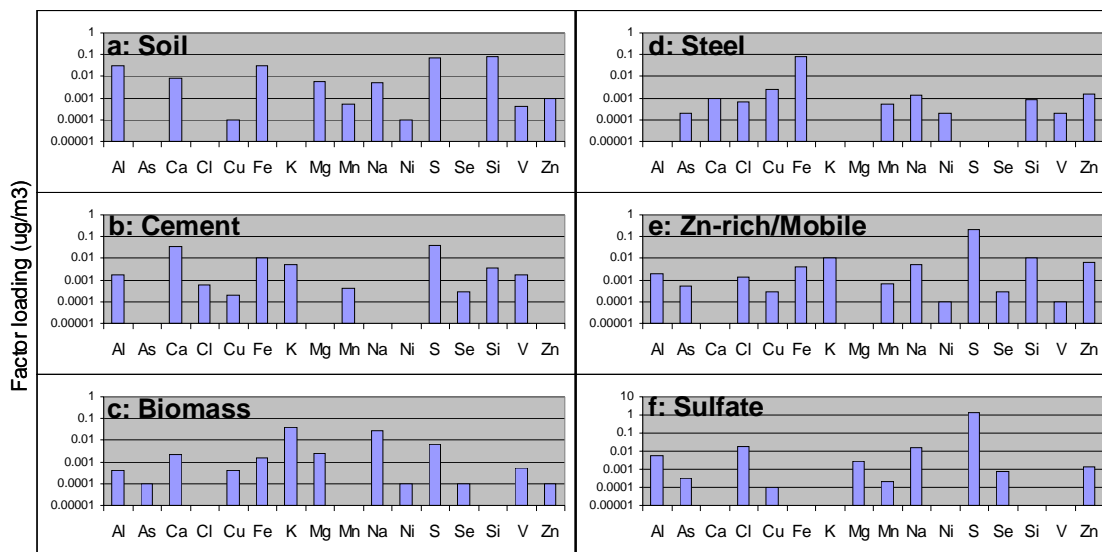 Factor loading (ug/m3)
a: Soil
1
0.1
0.01
0.001
0.0001
0.00001
Al As Ca Cl Cu Fe K Mg Mn Na Ni S Se Si V Zn
d: Steel
1
0.1
0.01
0.001
0.0001
0.00001
Al As Ca Cl Cu Fe K Mg Mn Na Ni S Se Si V Zn
b: Cement
1
0.1
0.01
0.001
0.0001
0.00001
Al As Ca Cl Cu Fe K Mg Mn Na Ni S Se Si V Zn
e: Zn-rich/Mobile
1
0.1
0.01
0.001
0.0001
0.00001
Al As Ca Cl Cu Fe K Mg Mn Na Ni S Se Si V Zn
c: Biomass
1
0.1
0.01
0.001
0.0001
0.00001
Al As Ca Cl Cu Fe K Mg Mn Na Ni S Se Si V Zn
f: Sulfate
10
1
0.1
0.01
0.001
0.0001
0.00001
Al As Ca Cl Cu Fe K Mg Mn Na Ni S Se Si V Zn